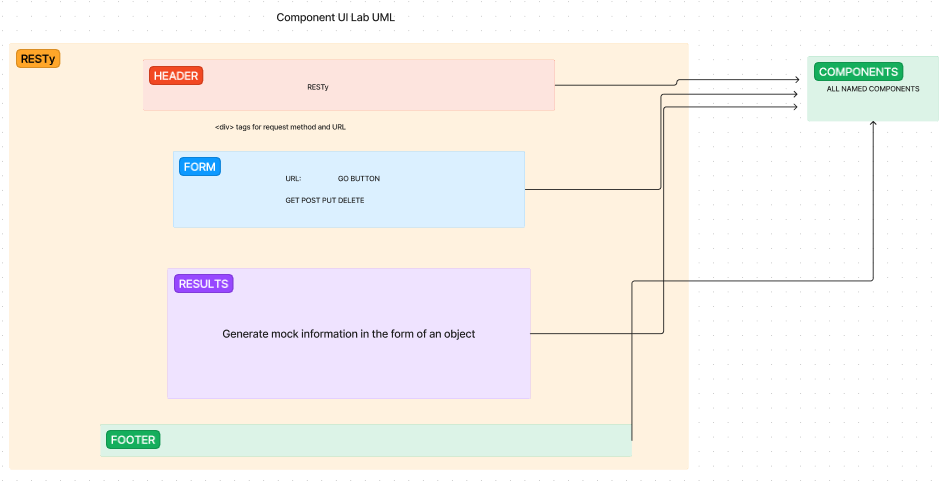 Component UI Lab UML
RESTy
HEADER
RESTy
COMPONENTS
ALL NAMED COMPONENTS
<div> tags for request method and URL
FORM
URL: GO BUTTON
GET POST PUT DELETE
RESULTS
Generate mock information in the form of an object
FOOTER